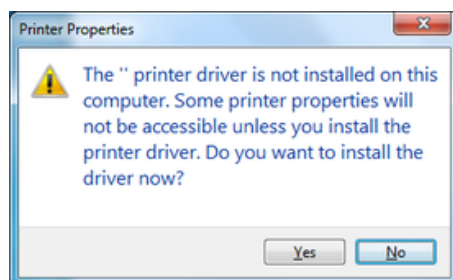 Printer Properties
The '' printer driver is not installed on this
computer. Some printer properties will
not be accessible unless you install the
printer driver. Do you want to install the
driver now?
Yes
No